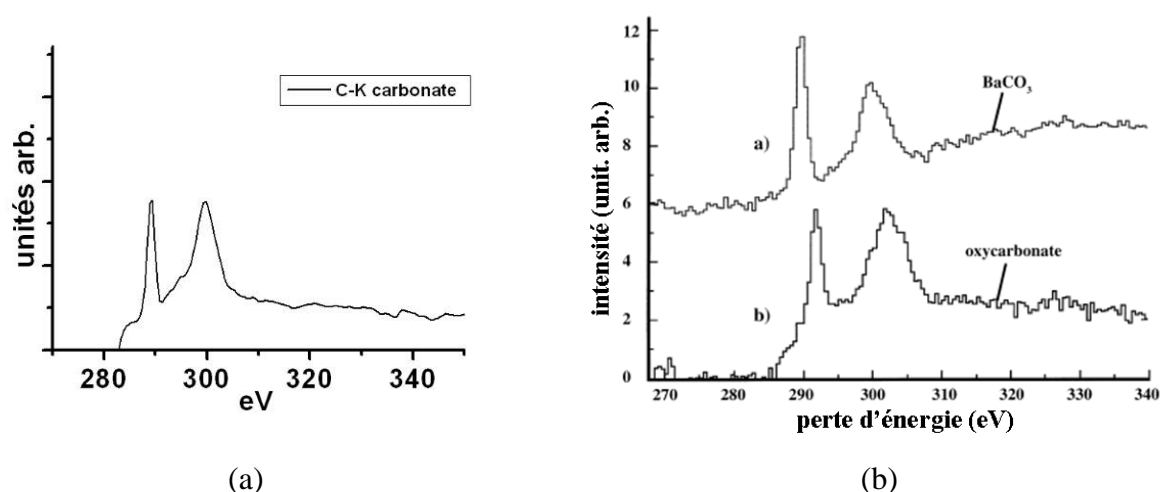 C-K carbonate
unités arb.
280
300
320
340
eV
(a)
12
10
8
6
4
2
0
intensité (unit. arb.)
BaCO3
a)
oxycarbonate
b)
270
280
290
300
310
320
330
340
perte d'énergie (eV)
(b)